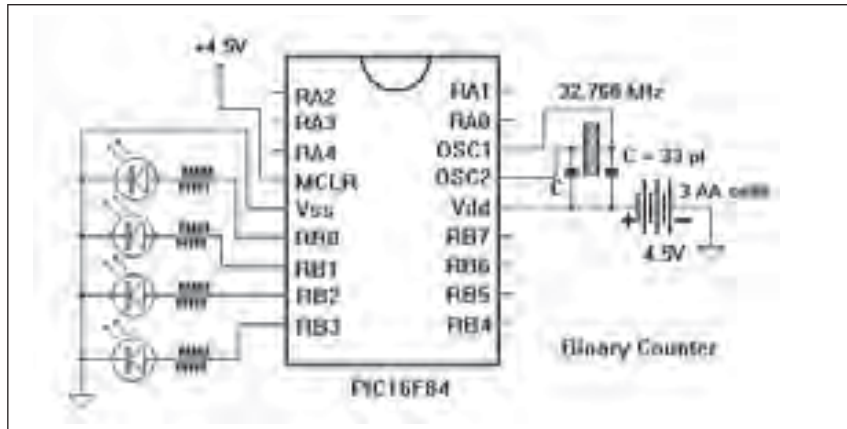 +4.5V
RA2
RA3
RA4
MCLR
Vss
RB0
RB1
RB2
RB3
RA1
RA0
OSC1
OSC2
Vdd
RB7
RB6
RB5
RB4
32.768 kHz
C = 33 pf
C
3 AA cells
+
–
4.5V
Binary Counter
PIC16F84